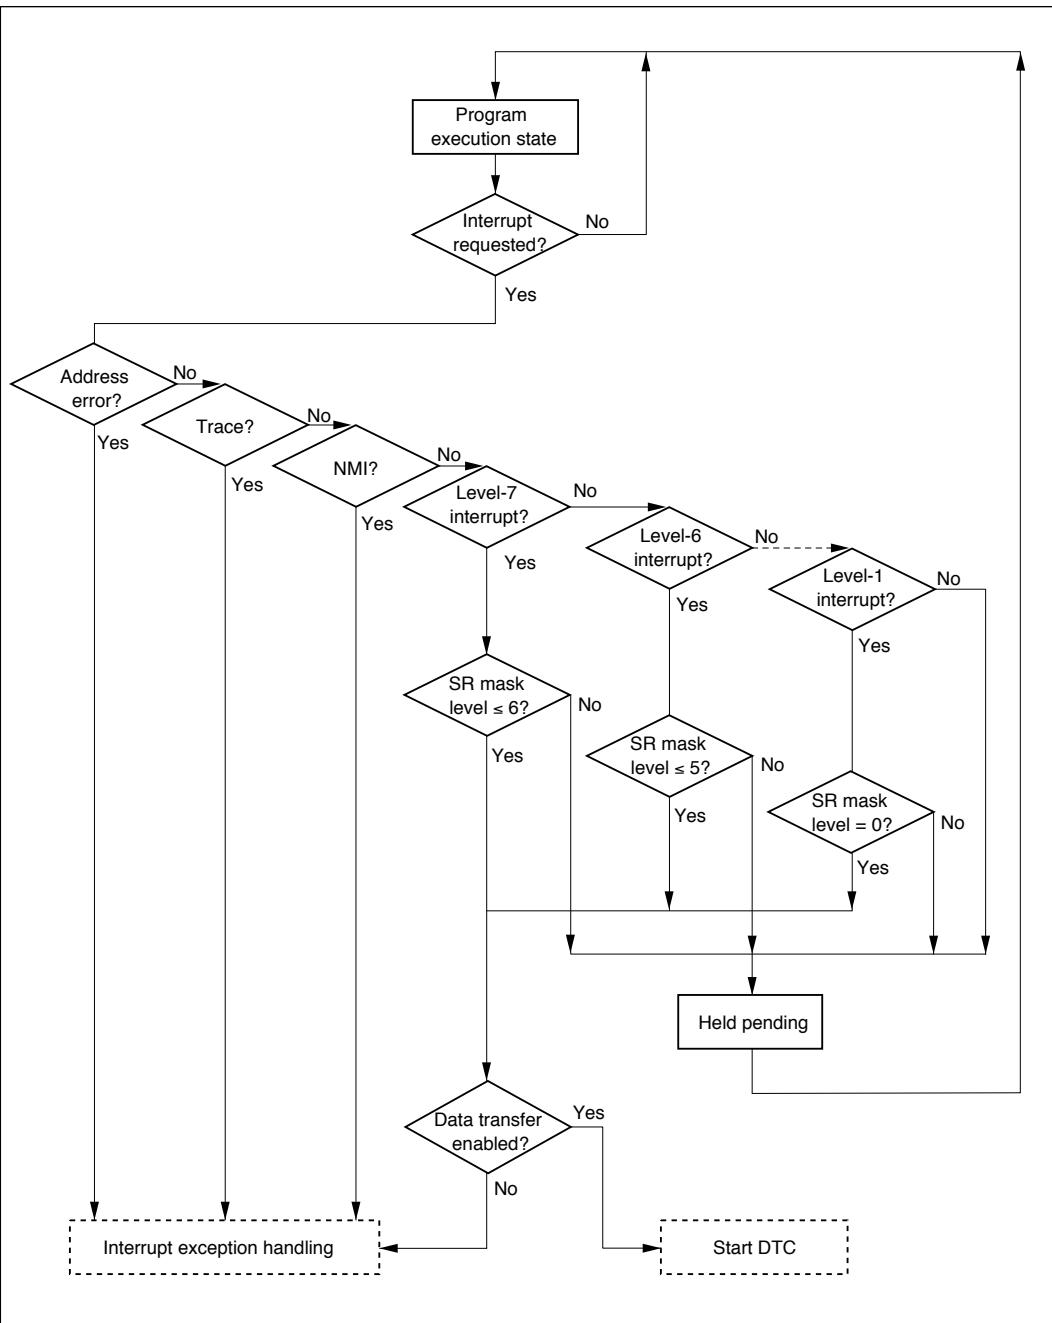 Program
execution state
Interrupt
requested?
No
Yes
Address
error?
No
Yes
Trace?
No
Yes
NMI?
No
Yes
Level-7
interrupt?
No
Yes
Level-6
interrupt?
No
Yes
Level-1
interrupt?
No
Yes
SR mask
level ≤ 6?
No
Yes
SR mask
level ≤ 5?
No
Yes
SR mask
level = 0?
No
Yes
Held pending
Data transfer
enabled?
Yes
No
Interrupt exception handling
Start DTC